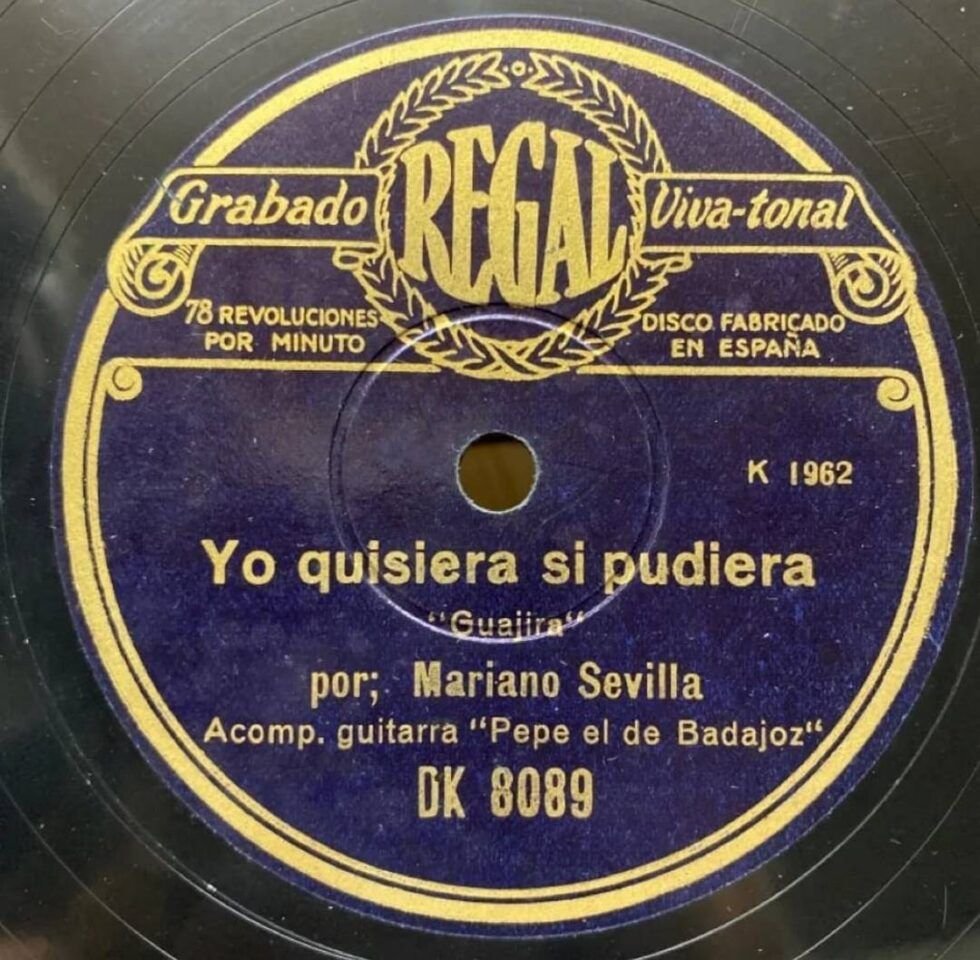 REGAL
Grabado Viva-tonal
78 REVOLUCIONES
POR MINUTO
DISCO FABRICADO
EN ESPAÑA
K 1962
Yo quisiera si pudiera
“Guajira“
por; Mariano Sevilla
Acomp. guitarra “Pepe el de Badajoz“
DK 8089